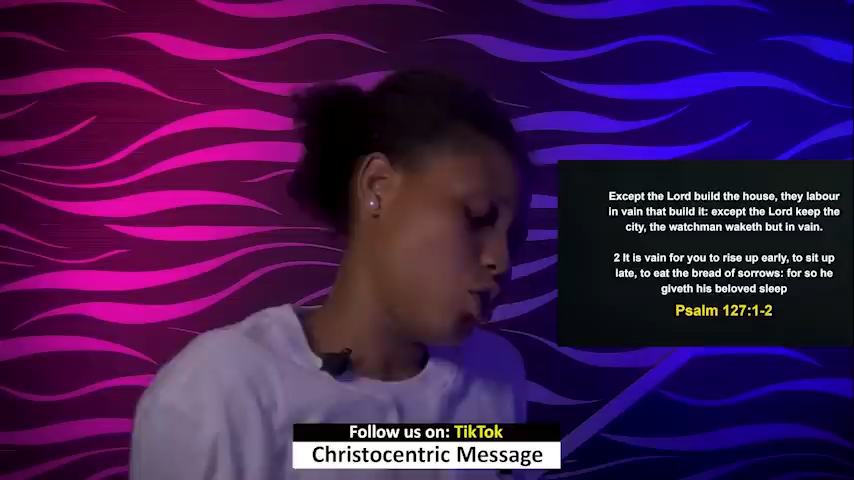 Except the Lord build the house, they labour
in vain that build it: except the Lord keep the
city, the watchman waketh but in vain.
2 It is vain for you to rise up early, to sit up
late, to eat the bread of sorrows: for so he
giveth his beloved sleep
Psalm 127:1-2
Follow us on: TikTok
Christocentric Message